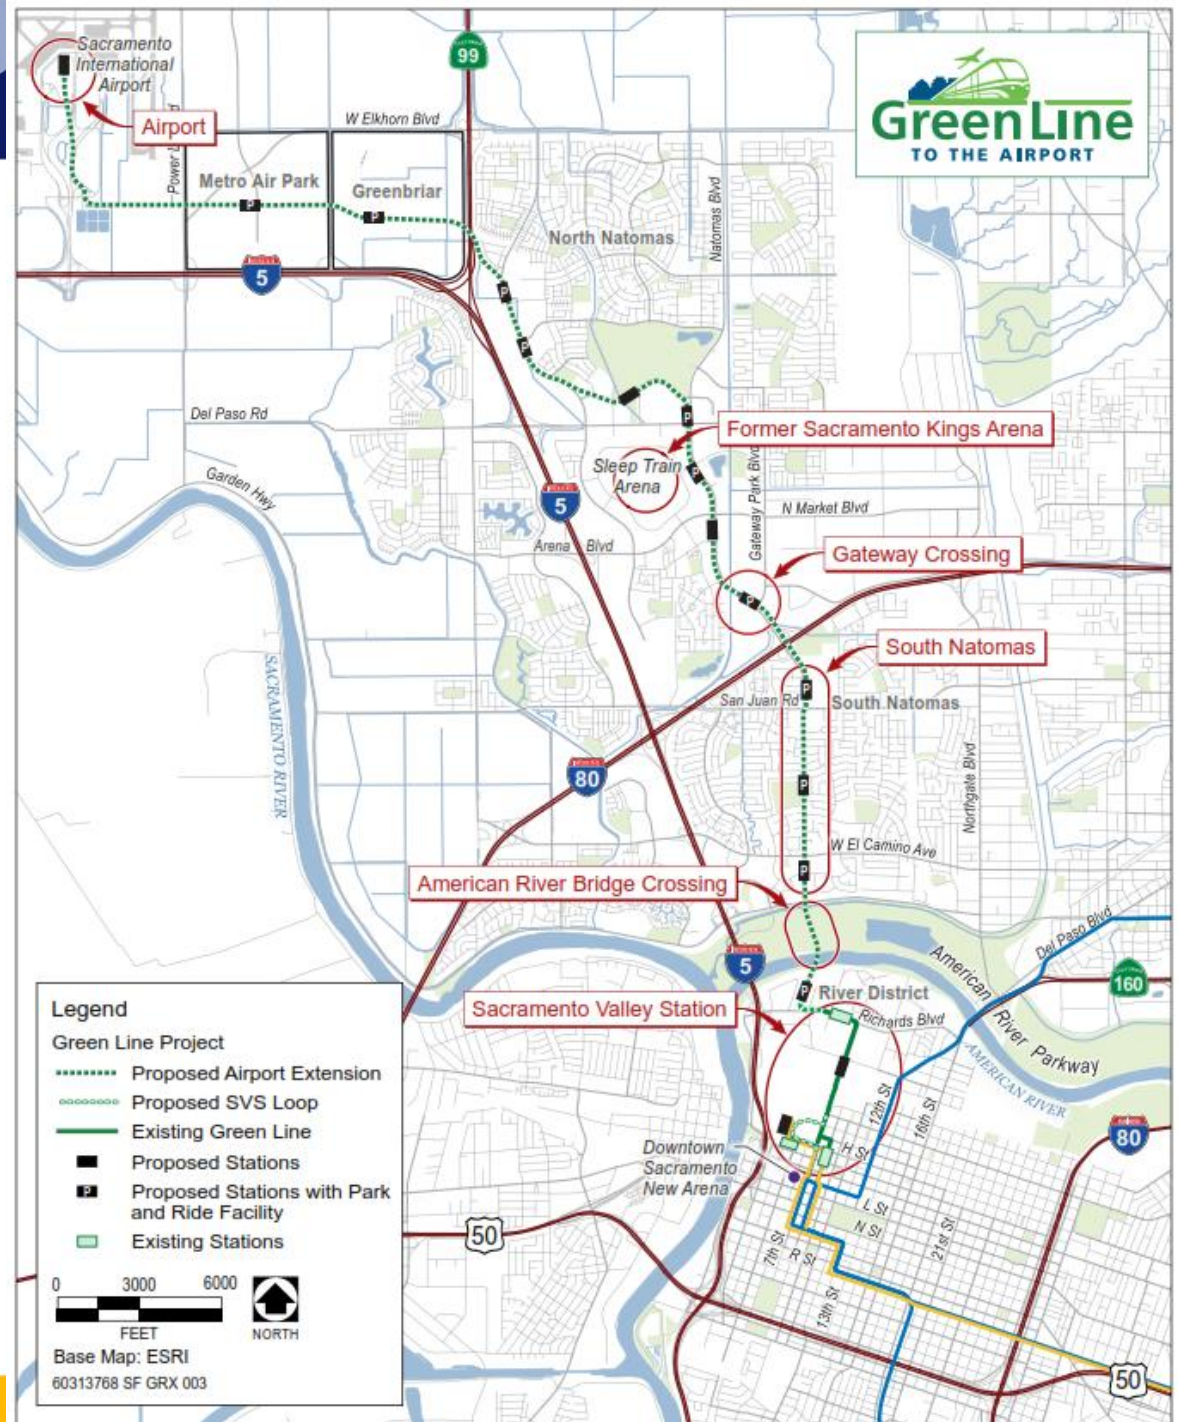 Sacramento
International
Airport
Airport
99
W Elkhorn Blvd
GreenLine
TO THE AIRPORT
Metro Air Park
Greenbriar
P
P
North Natomas
Natomas Blvd
5
P
P
Del Paso Rd
P
Former Sacramento Kings Arena
Garden Hwy
Sleep Train
Arena
P
5
Gateway Park Blvd
N Market Blvd
Arena Blvd
Gateway Crossing
P
South Natomas
SACRAMENTO RIVER
San Juan Rd
P
South Natomas
80
P
Northgate Blvd
W El Camino Ave
P
American River Bridge Crossing
Del Paso Blvd
5
American River Parkway
160
P
River District
Sacramento Valley Station
Richards Blvd
AMERICAN RIVER
12th St
16th St
80
H St
Downtown
Sacramento
New Arena
L St
N St
21st St
50
7th St
R St
13th St
50
Legend
Green Line Project
Proposed Airport Extension
Proposed SVS Loop
Existing Green Line
Proposed Stations
P
Proposed Stations with Park
and Ride Facility
Existing Stations
0 3000 6000
FEET
NORTH
Base Map: ESRI
60313768 SF GRX 003